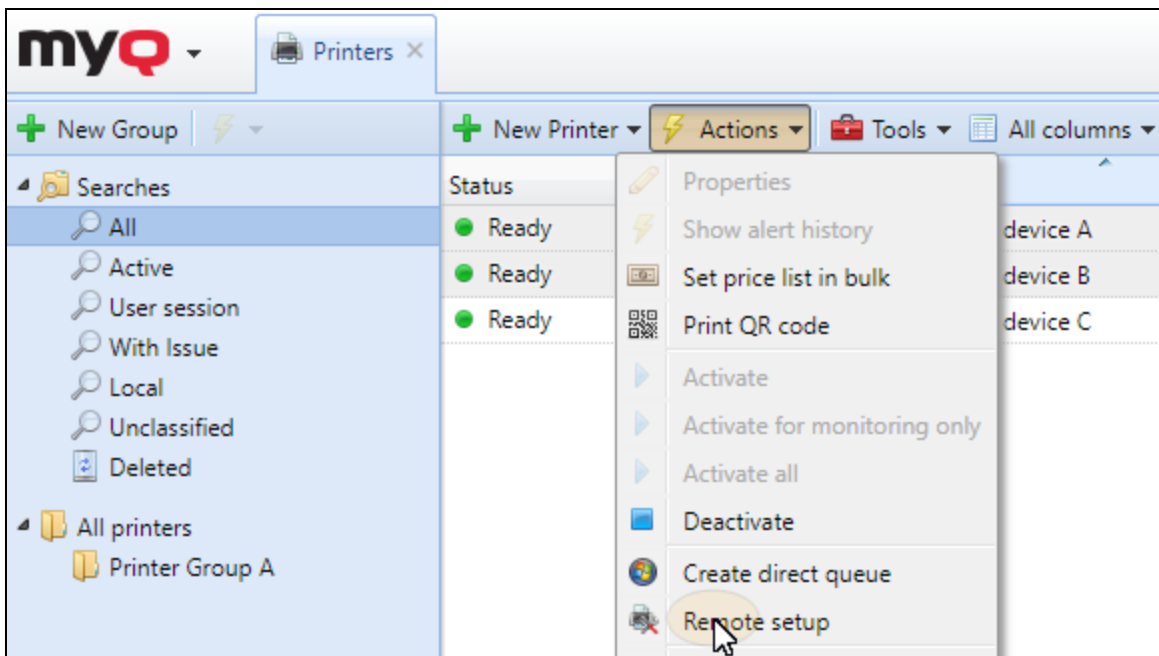 myQ
Printers
New Group
New Printer
Actions
Tools
All columns
Searches
All
Active
User session
With Issue
Local
Unclassified
Deleted
All printers
Printer Group A
Status
Ready
device A
Ready
device B
Ready
device C
Properties
Show alert history
Set price list in bulk
Print QR code
Activate
Activate for monitoring only
Activate all
Deactivate
Create direct queue
Remote setup